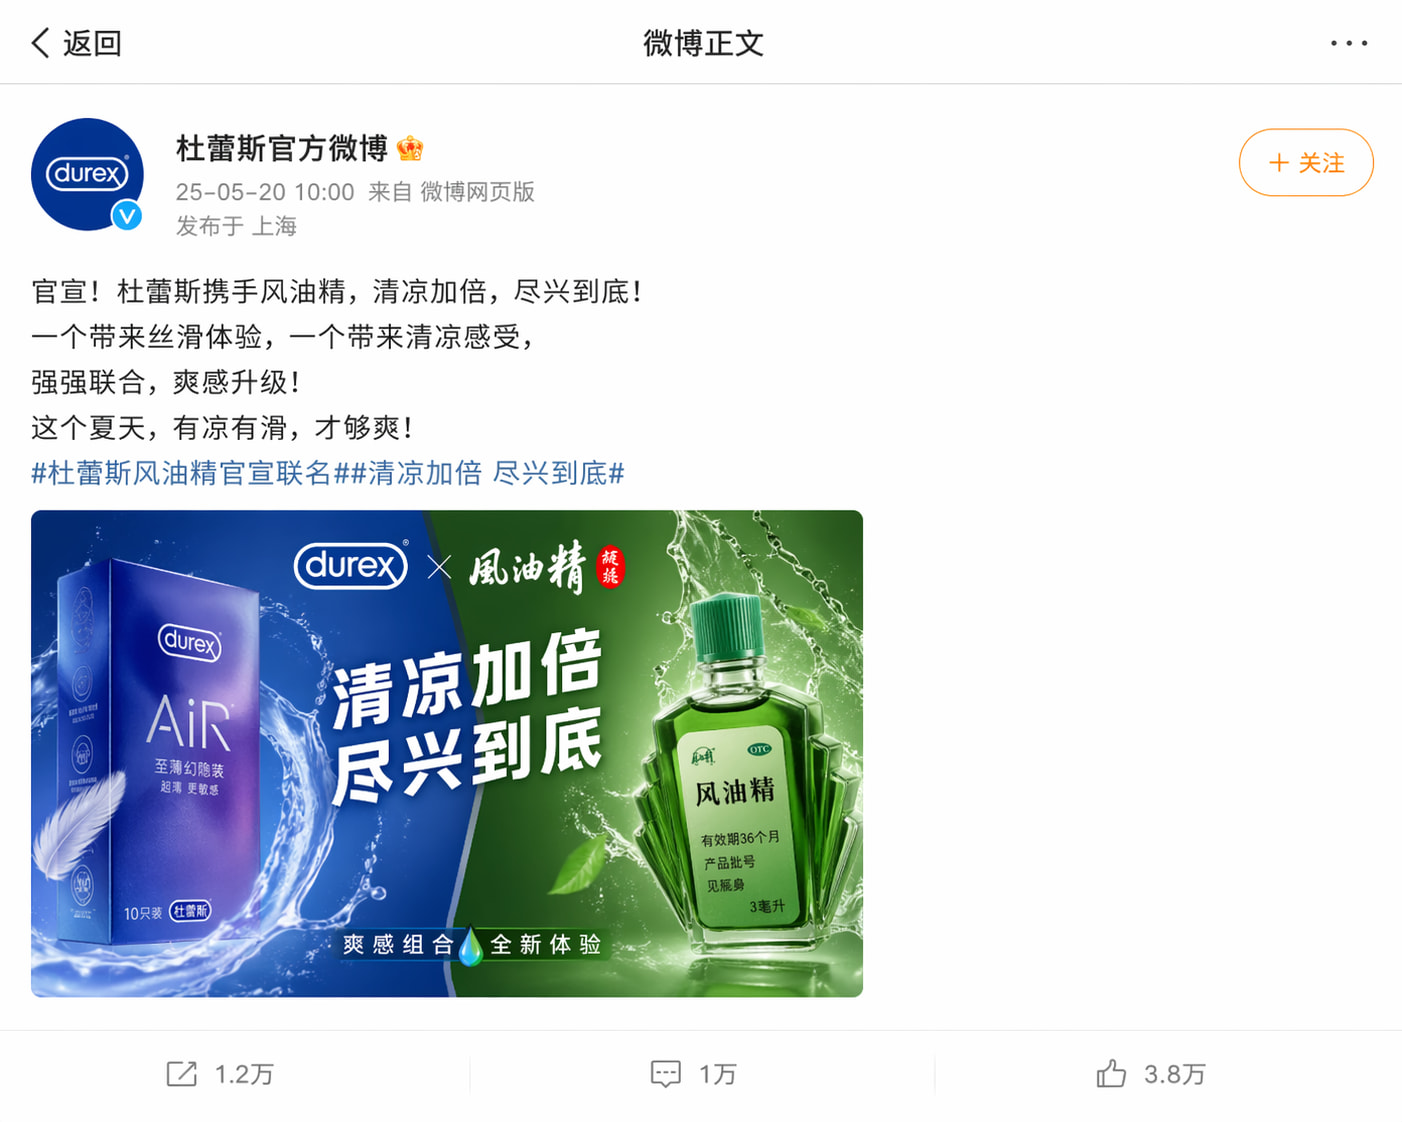 返回
微博正文
杜蕾斯官方微博
25-05-20 10:00 来自 微博网页版
发布于 上海
+ 关注
durex
官宣！杜蕾斯携手风油精，清凉加倍，尽兴到底！
一个带来丝滑体验，一个带来清凉感受，
强强联合，爽感升级！
这个夏天，有凉有滑，才够爽！
#杜蕾斯风油精官宣联名##清凉加倍 尽兴到底#
durex × 風油精
清凉加倍
尽兴到底
durex
AiR
至薄幻隐装
超薄 更敏感
10只装 杜蕾斯
OTC
风油精
有效期36个月
产品批号
3毫升
爽感组合 全新体验
1.2万
1万
3.8万